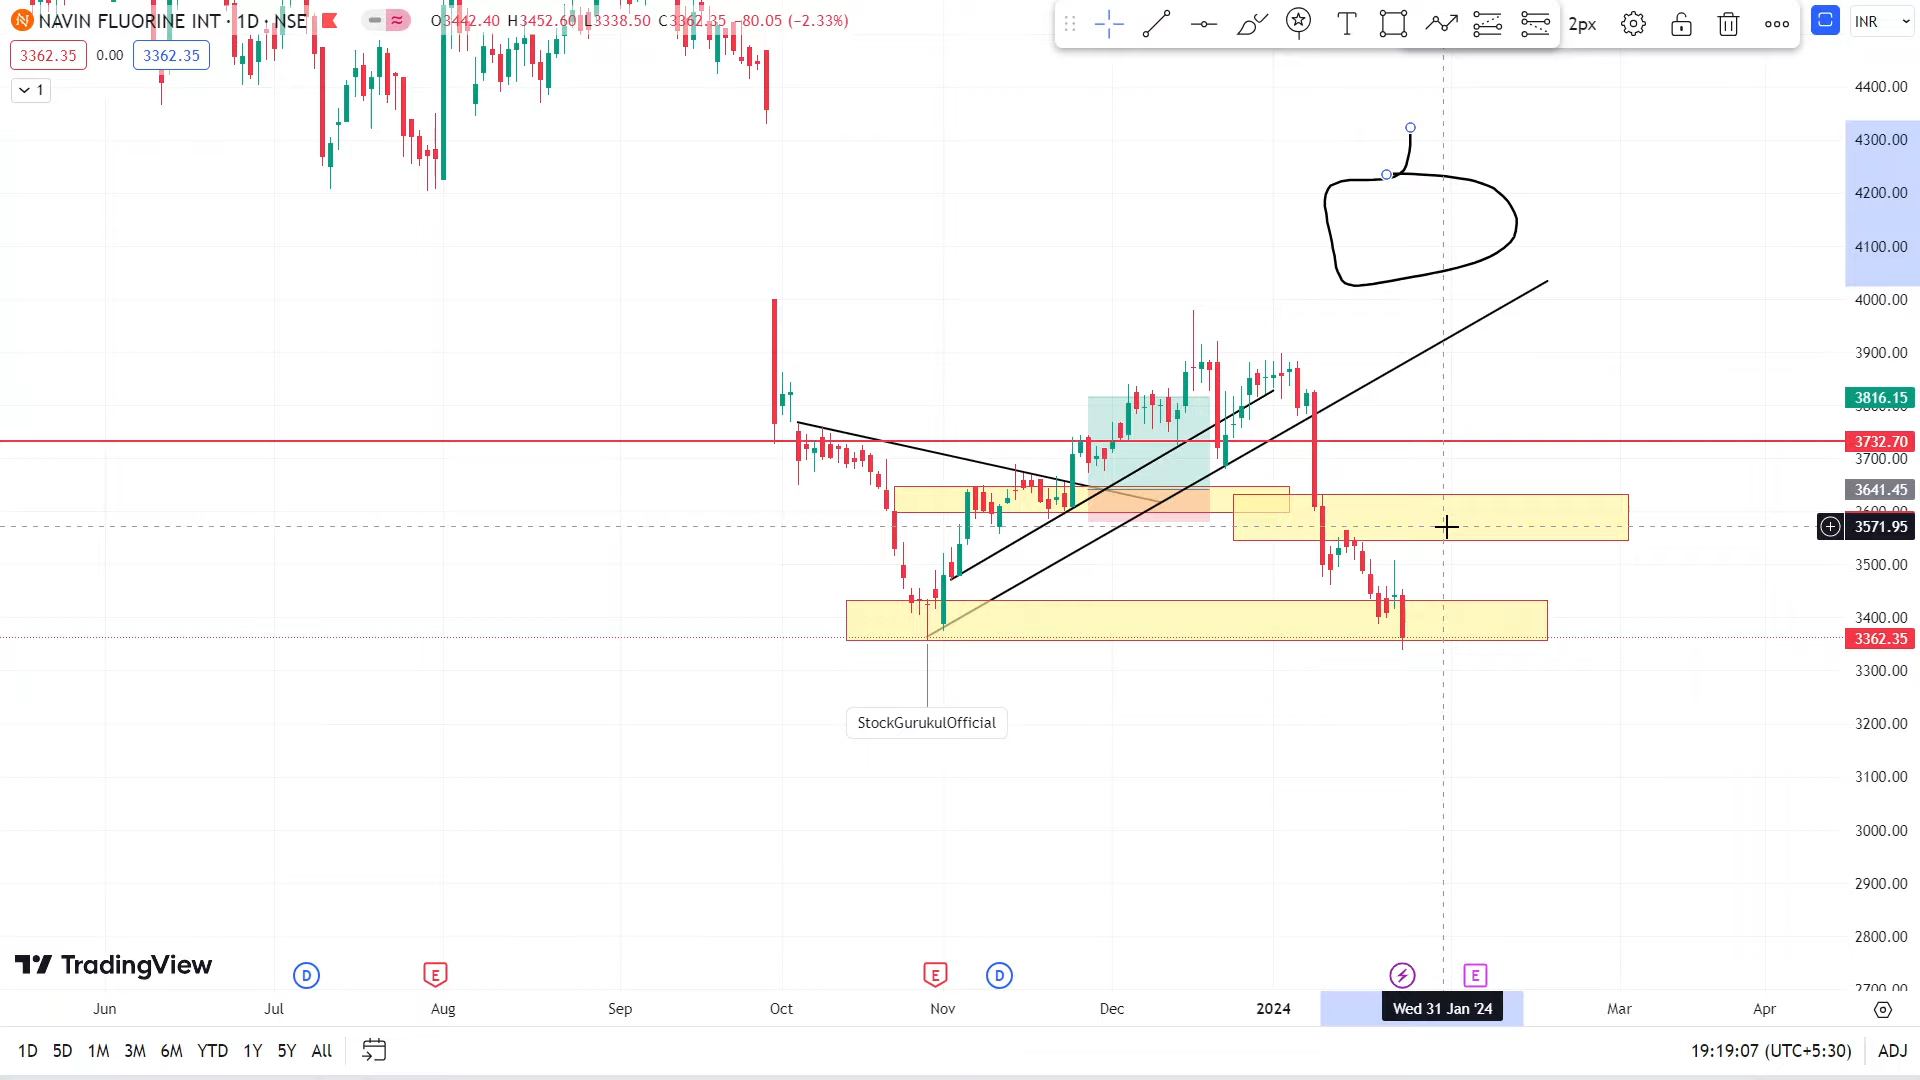 NAVIN FLUORINE INT · 1D · NSE O3442.40 H3452.60 L3338.50 C3362.35 −80.05 (−2.33%)
2px
INR
3362.35 0.00 3362.35
1
4400.00
4300.00
4200.00
4100.00
4000.00
3900.00
3816.15
3732.70
3700.00
3641.45
3571.95
3500.00
3400.00
3362.35
3300.00
StockGurukulOfficial
3200.00
3100.00
3000.00
2900.00
2800.00
TradingView
D E E D E
2700.00
Jun Jul Aug Sep Oct Nov Dec 2024 Wed 31 Jan '24 Mar Apr
1D 5D 1M 3M 6M YTD 1Y 5Y All 19:19:07 (UTC+5:30) ADJ